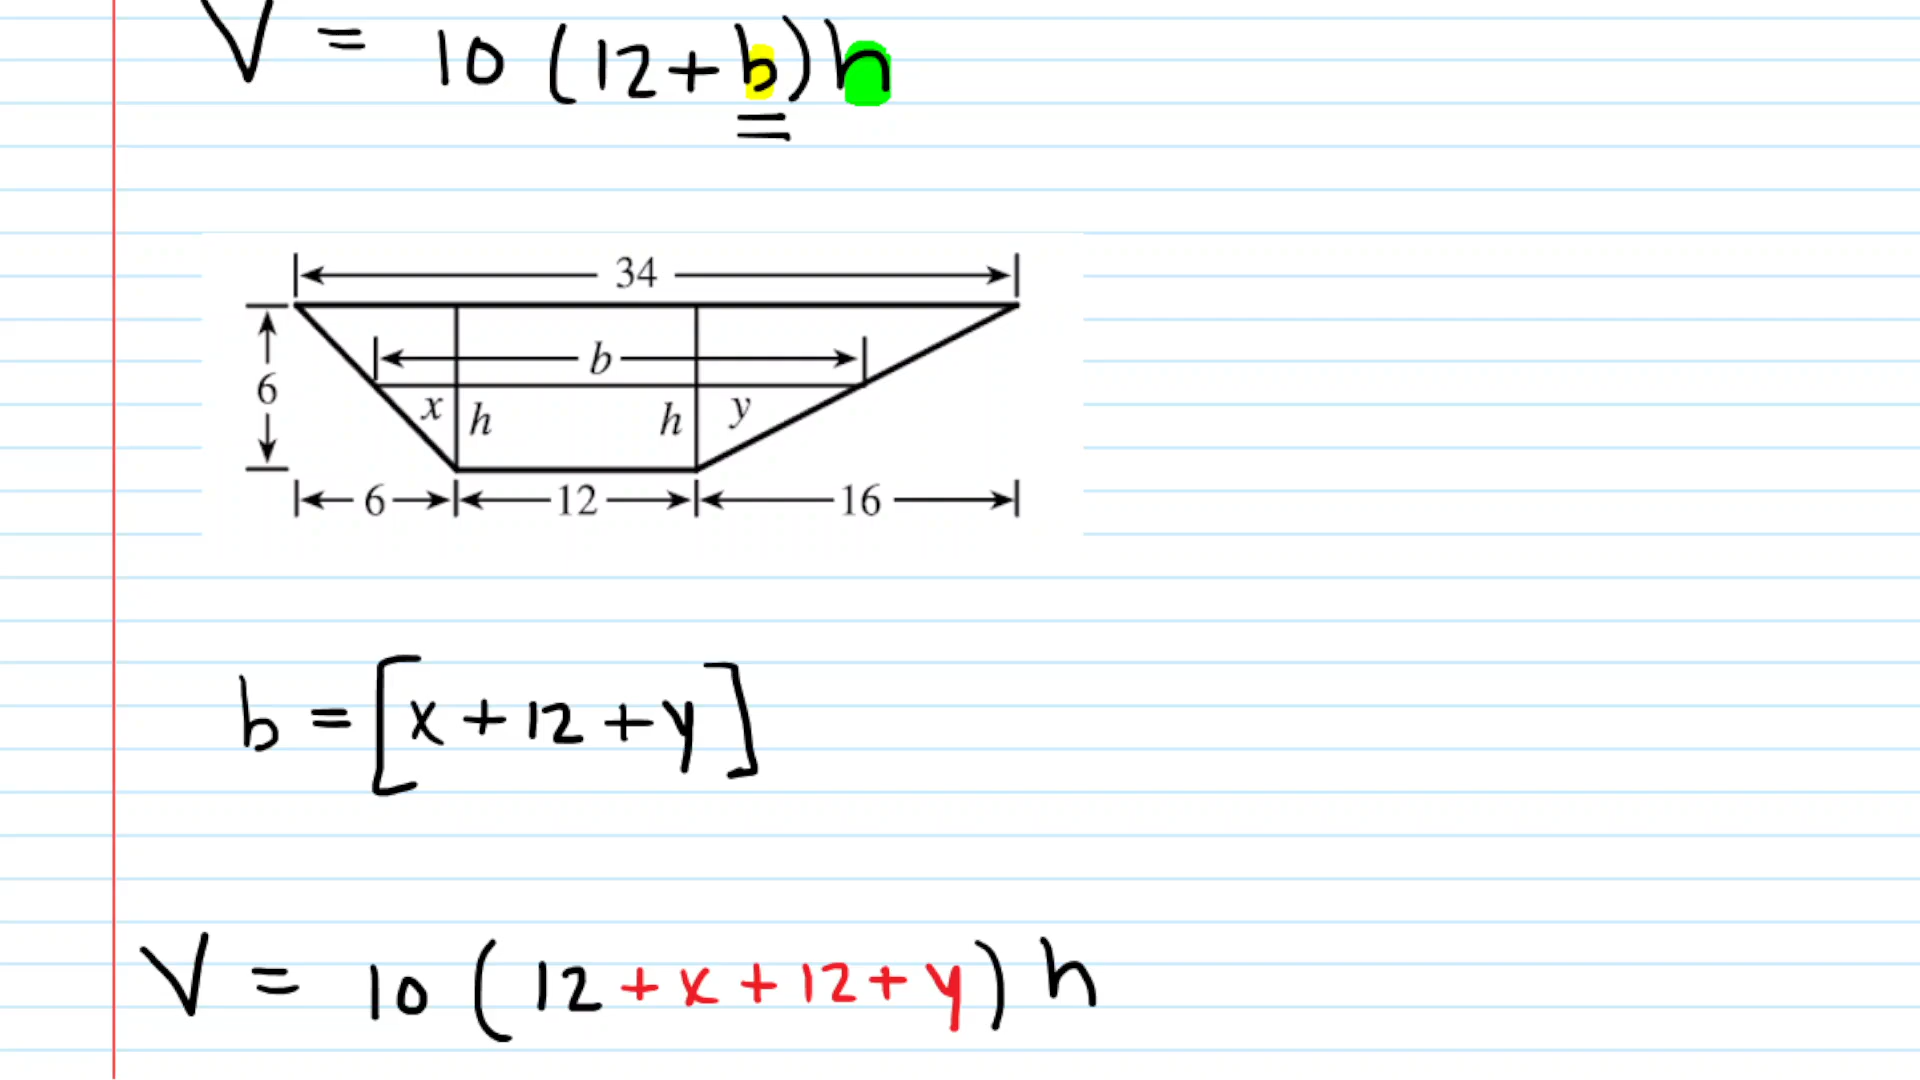 V = 10 (12 + b) h
34
b
6
x h h y
6 12 16
b = [x + 12 + y]
V = 10 (12 + x + 12 + y) h